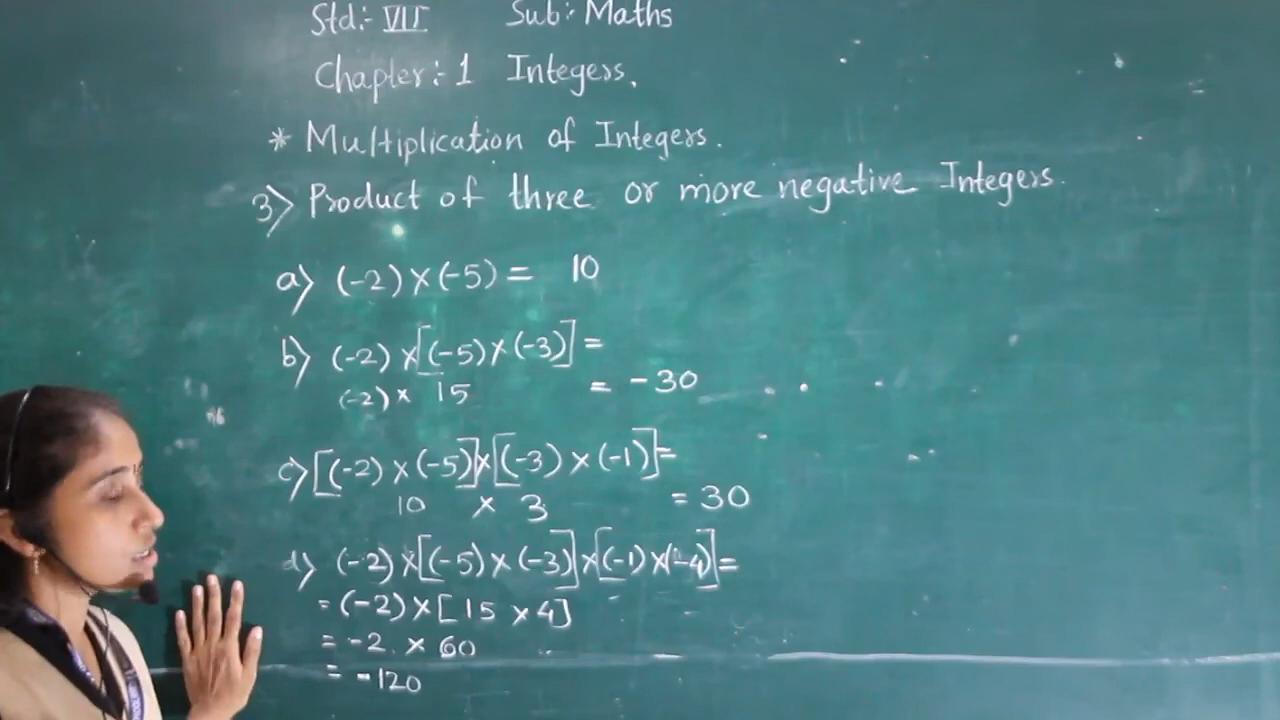 Std:- VII Sub:- Maths
Chapter:- 1 Integers.
* Multiplication of Integers.
3> Product of three or more negative Integers.
a> (-2)×(-5) = 10
b> (-2)×[(-5)×(-3)]=
(-2)× 15 = -30
c>[(-2)×(-5)]×[(-3)×(-1)]=
10 × 3 = 30
d> (-2)×[(-5)×(-3)]×[(-1)×(-4)]=
= (-2)×[15 ×4]
= -2 × 60
= -120